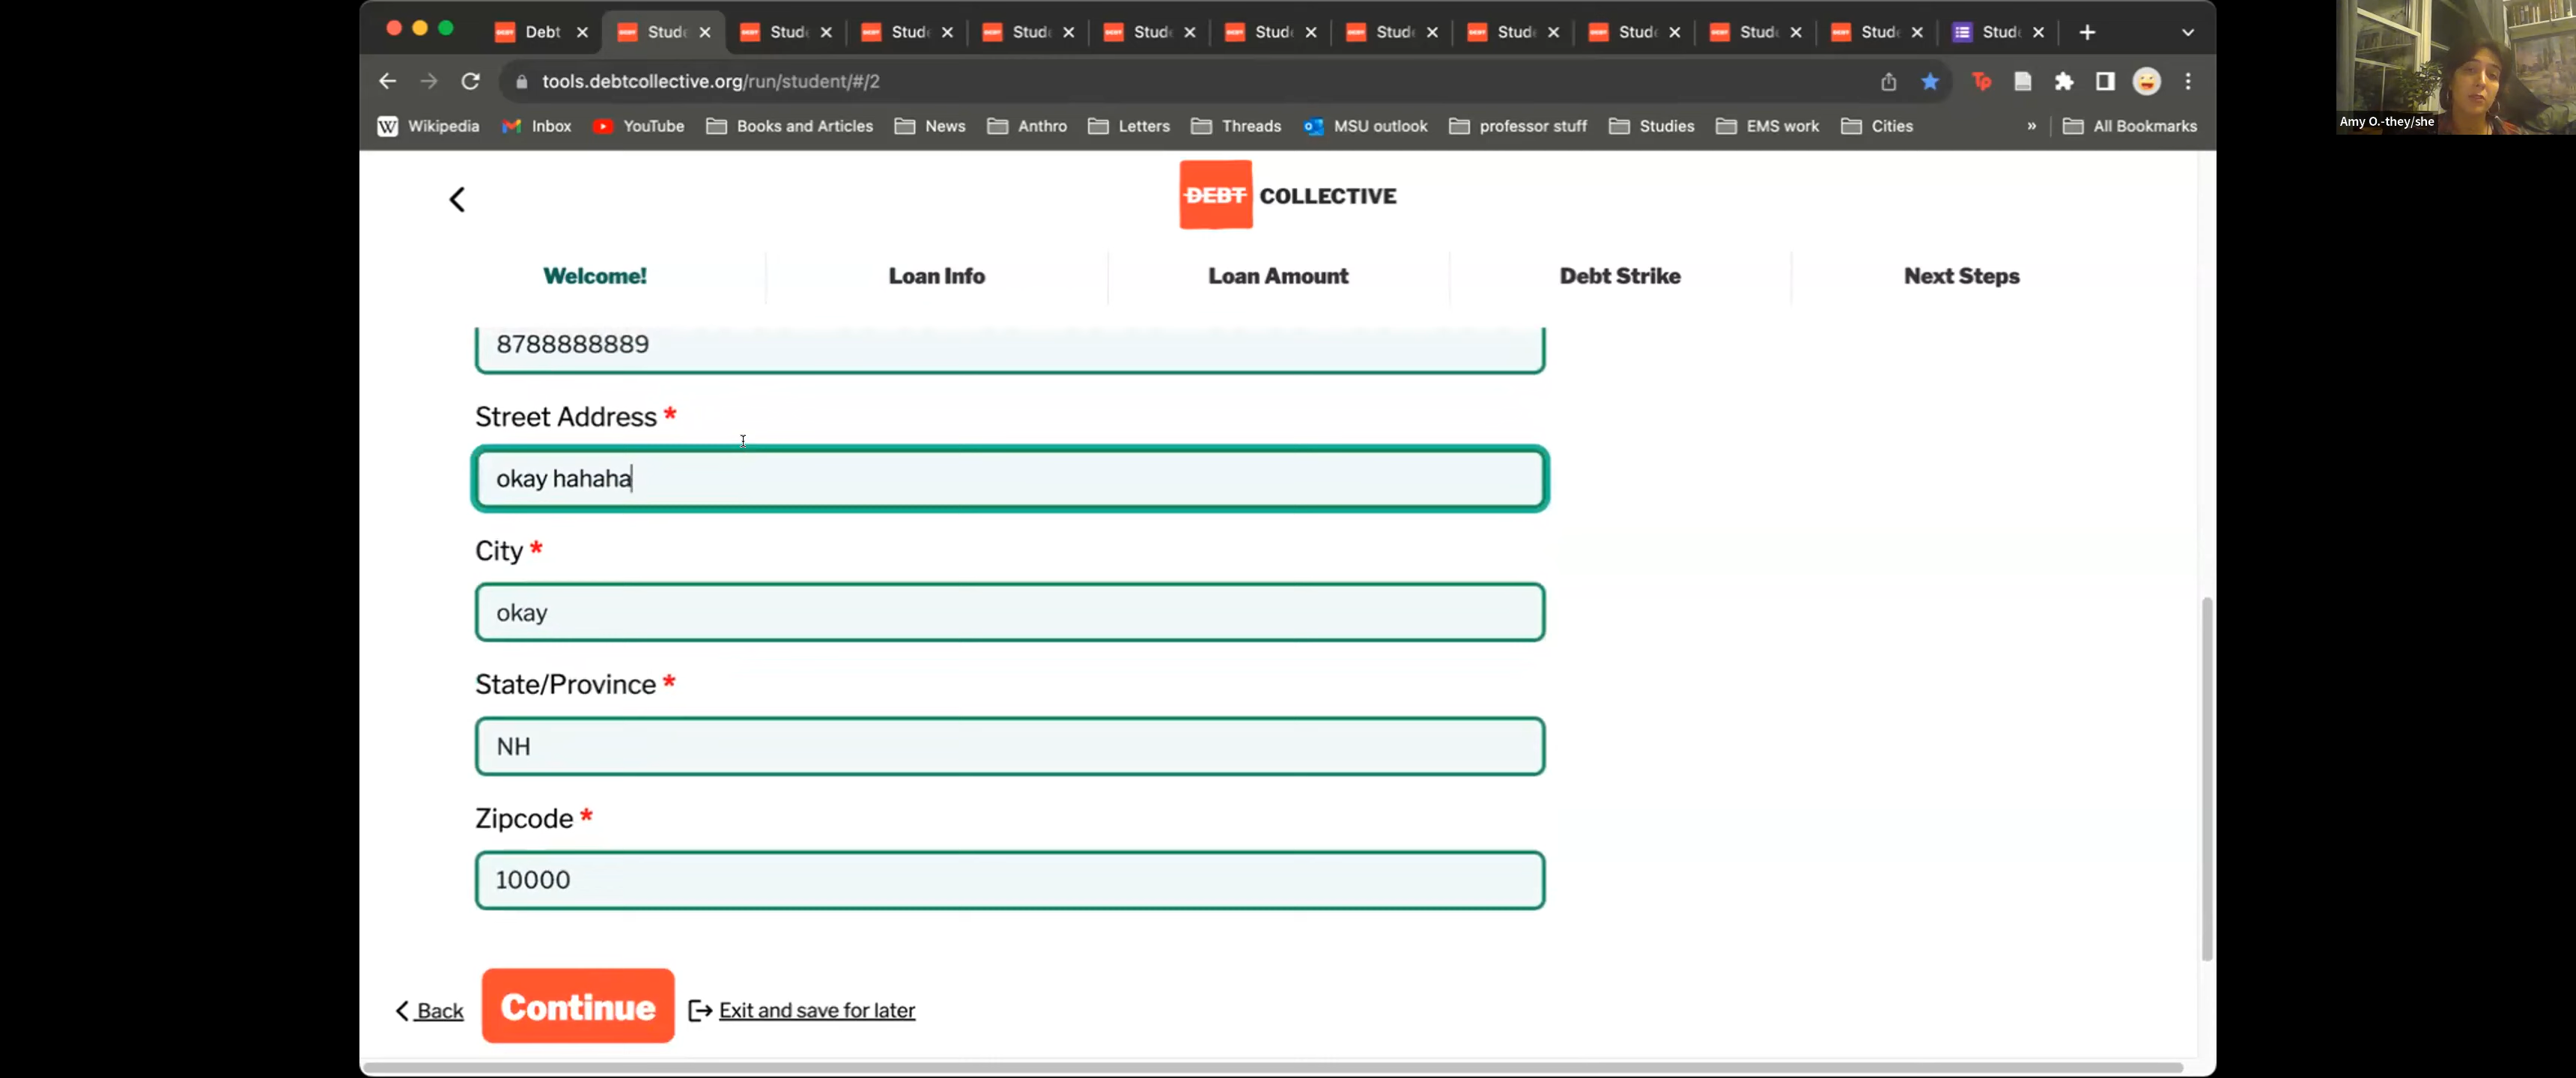 Debt Stud Stud Stud Stud Stud Stud Stud Stud Stud Stud Stud Stud
tools.debtcollective.org/run/student/#/2
Wikipedia Inbox YouTube Books and Articles News Anthro Letters Threads MSU outlook professor stuff Studies EMS work Cities » All Bookmarks
Amy O.-they/she
DEBT COLLECTIVE
Welcome! Loan Info Loan Amount Debt Strike Next Steps
8788888889
Street Address *
okay hahaha
City *
okay
State/Province *
NH
Zipcode *
10000
Back Continue Exit and save for later